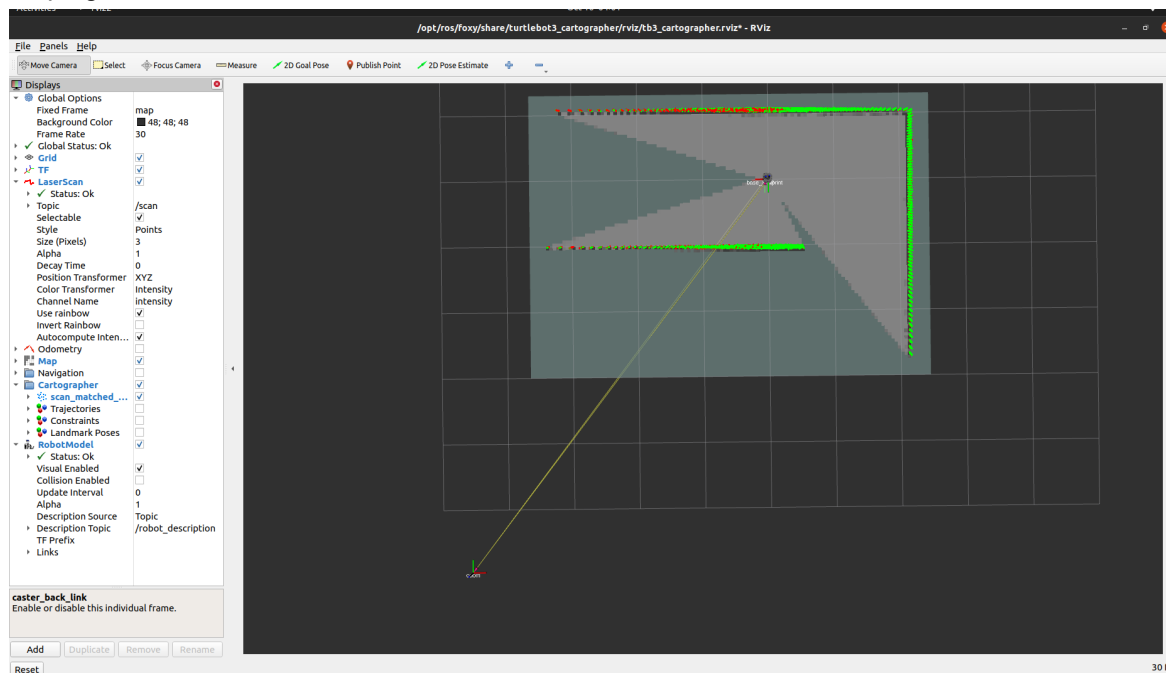 /opt/ros/foxy/share/turtlebot3_cartographer/rviz/tb3_cartographer.rviz* - RViz
File Panels Help
Move Camera Select Focus Camera Measure 2D Goal Pose Publish Point 2D Pose Estimate
Displays
Global Options
Fixed Frame map
Background Color 48; 48; 48
Frame Rate 30
Global Status: Ok
Grid
TF
LaserScan
Status: Ok
Topic /scan
Selectable
Style Points
Size (Pixels) 3
Alpha 1
Decay Time 0
Position Transformer XYZ
Color Transformer Intensity
Channel Name intensity
Use rainbow
Invert Rainbow
Autocompute Inten...
Odometry
Map
Navigation
Cartographer
scan_matched_...
Trajectories
Constraints
Landmark Poses
RobotModel
Status: Ok
Visual Enabled
Collision Enabled
Update Interval 0
Alpha 1
Description Source Topic
Description Topic /robot_description
TF Prefix
Links
caster_back_link
Enable or disable this individual frame.
Add Duplicate Remove Rename
Reset